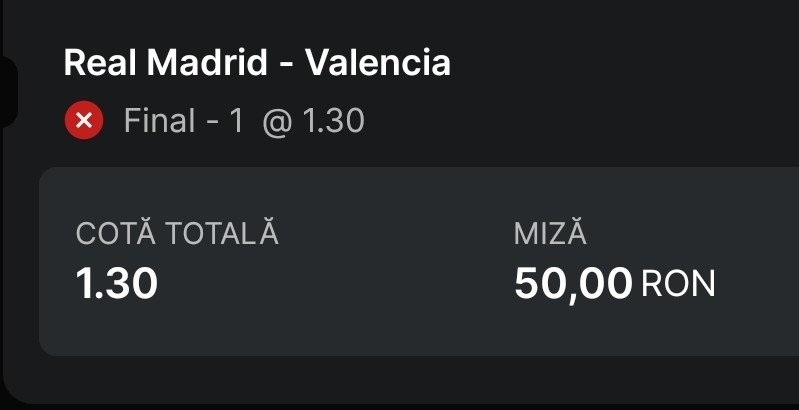 Real Madrid - Valencia
Final - 1 @ 1.30
COTĂ TOTALĂ
MIZĂ
1.30
50,00 RON